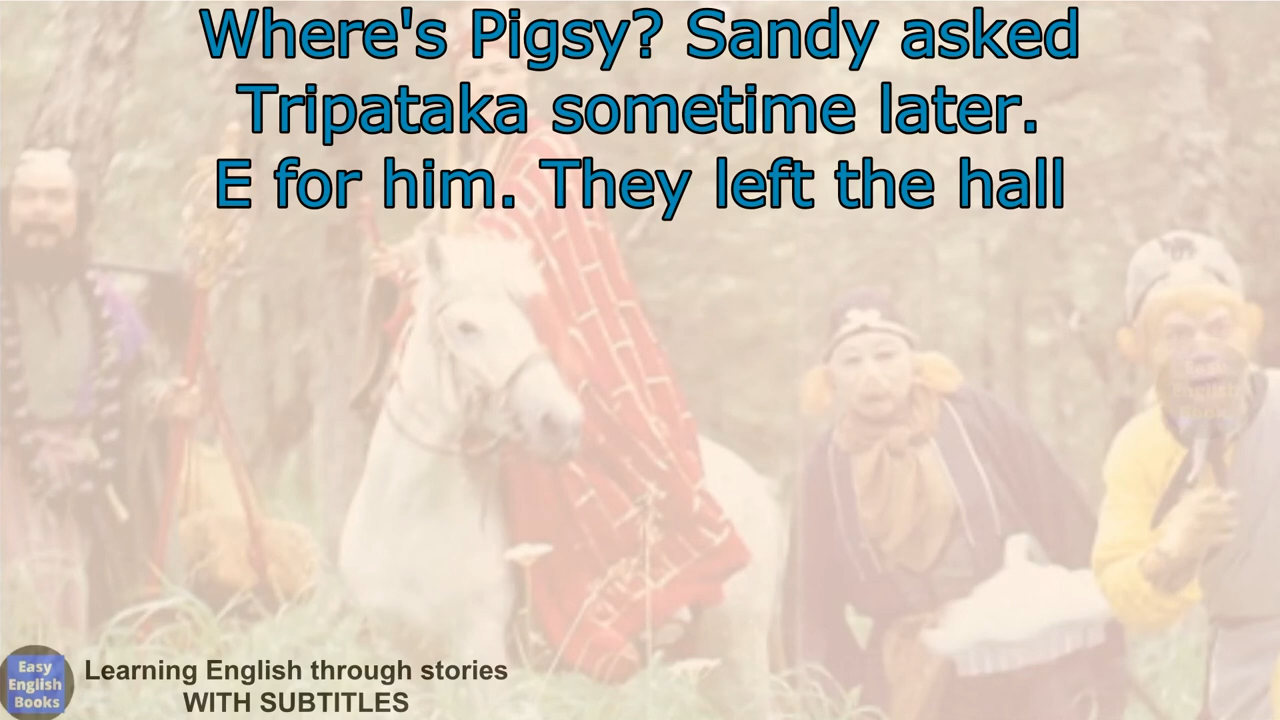 Where's Pigsy? Sandy asked
Tripataka sometime later.
E for him. They left the hall
Easy
English
Books
Learning English through stories
WITH SUBTITLES